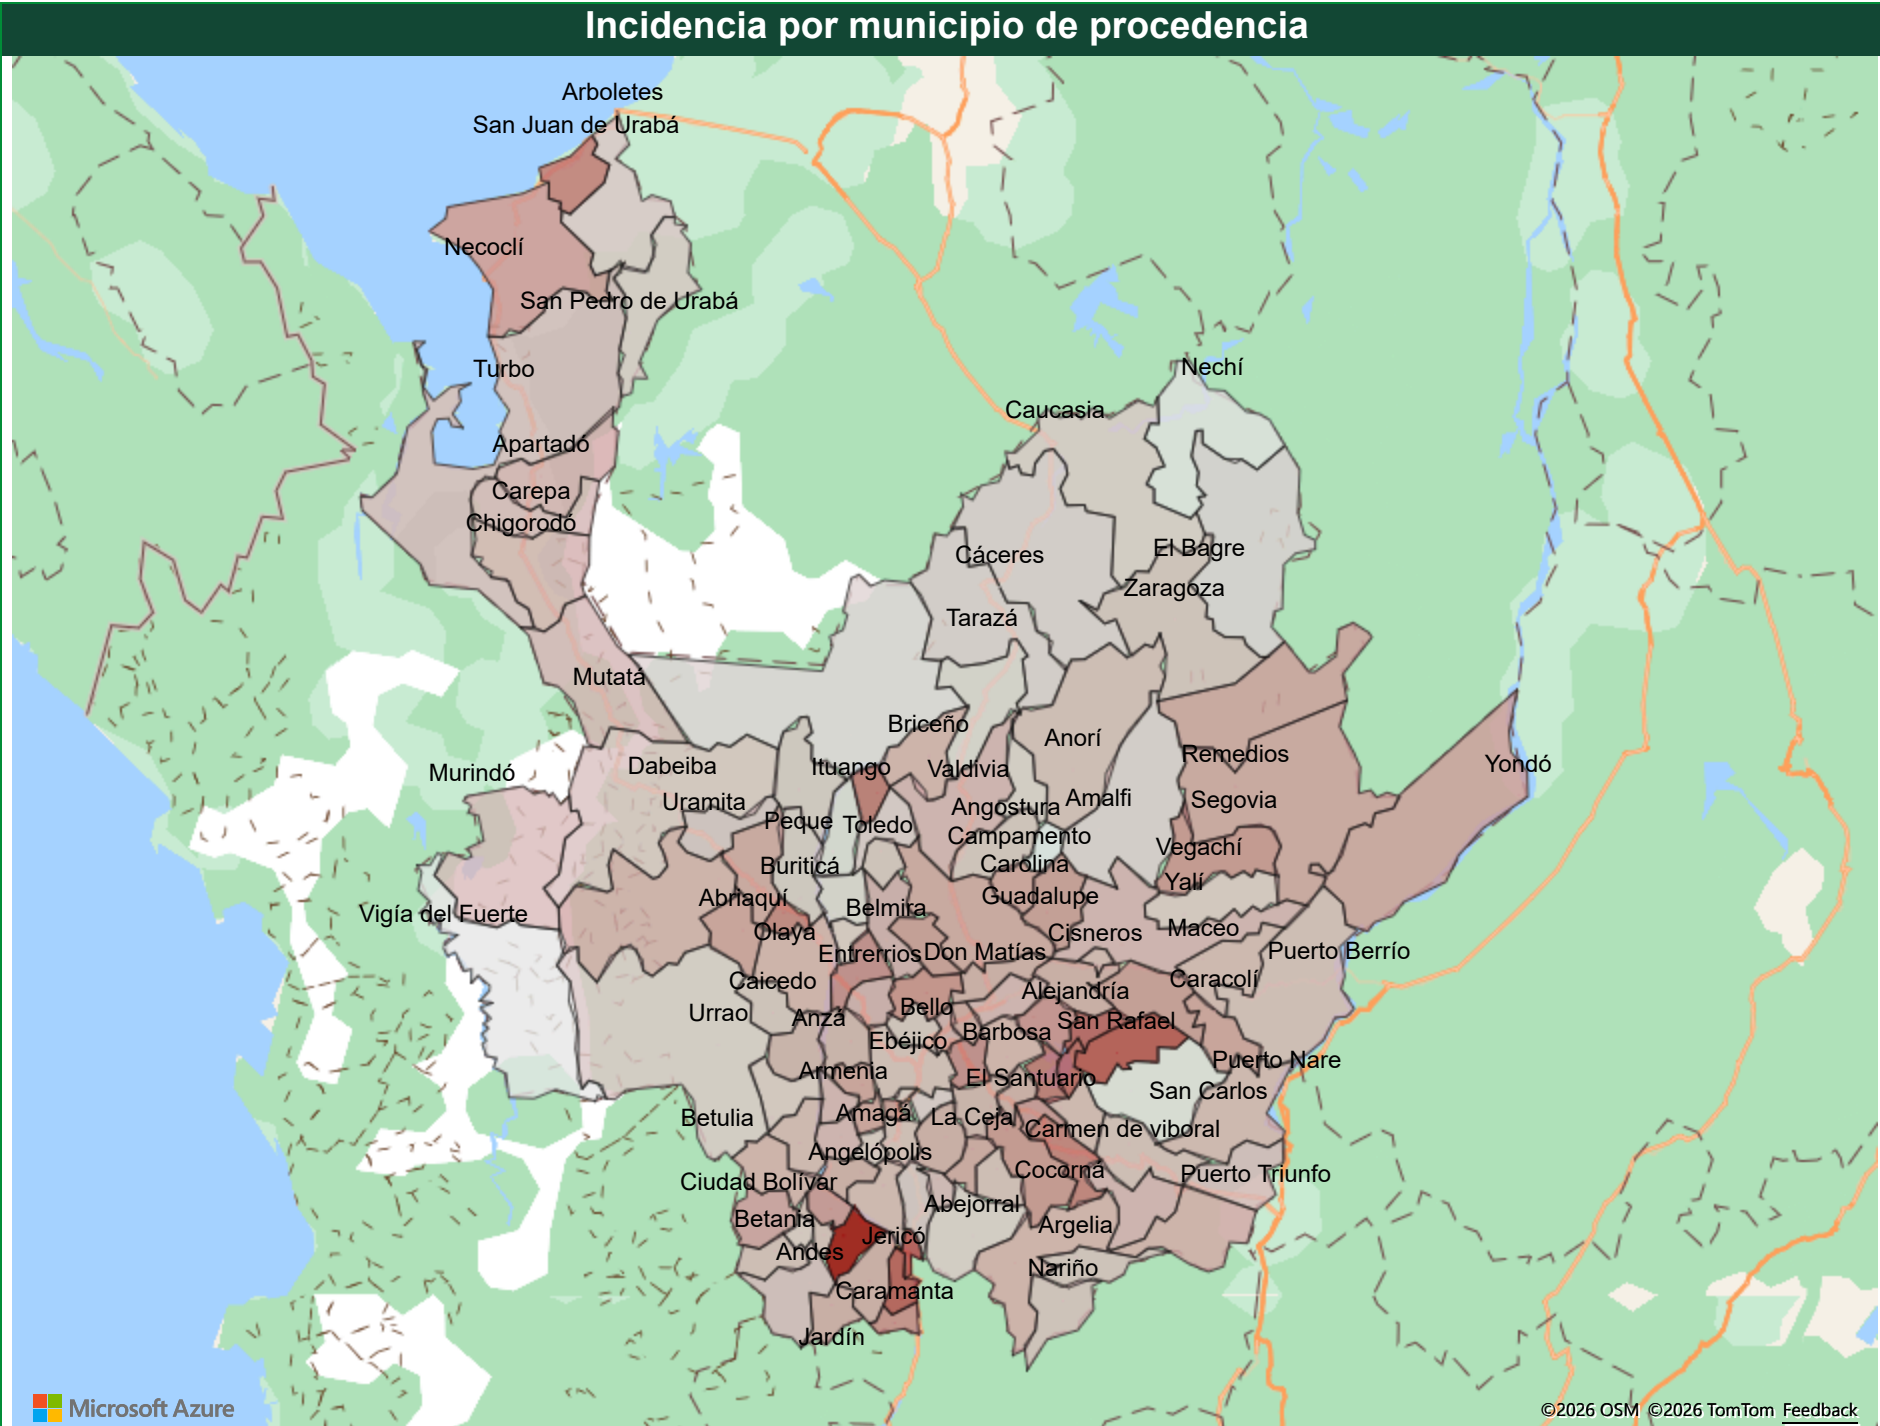 Incidencia por municipio de procedencia
Arboletes
San Juan de Urabá
Necoclí
San Pedro de Urabá
Turbo
Nechí
Caucasia
Apartadó
Carepa
Chigorodó
El Bagre
Cáceres
Zaragoza
Tarazá
Mutatá
Briceño
Anorí
Remedios
Yondó
Murindó
Dabeiba
Ituango
Valdivia
Uramita
Angostura
Amalfi
Segovia
Peque
Toledo
Campamento
Vegachí
Buriticá
Carolina
Yalí
Abriaquí
Guadalupe
Vigía del Fuerte
Belmira
Olaya
Cisneros
Maceo
Entrerrios
Don Matías
Puerto Berrío
Caicedo
Caracolí
Alejandría
Urrao
Anzá
Bello
San Rafael
Barbosa
Ebéjico
Puerto Nare
Armenia
El Santuario
San Carlos
Betulia
Amagá
La Ceja
Carmen de viboral
Angelópolis
Cocorná
Puerto Triunfo
Ciudad Bolívar
Abejorral
Betania
Argelia
Jericó
Andes
Nariño
Caramanta
Jardín
Microsoft Azure
©2026 OSM ©2026 TomTom Feedback